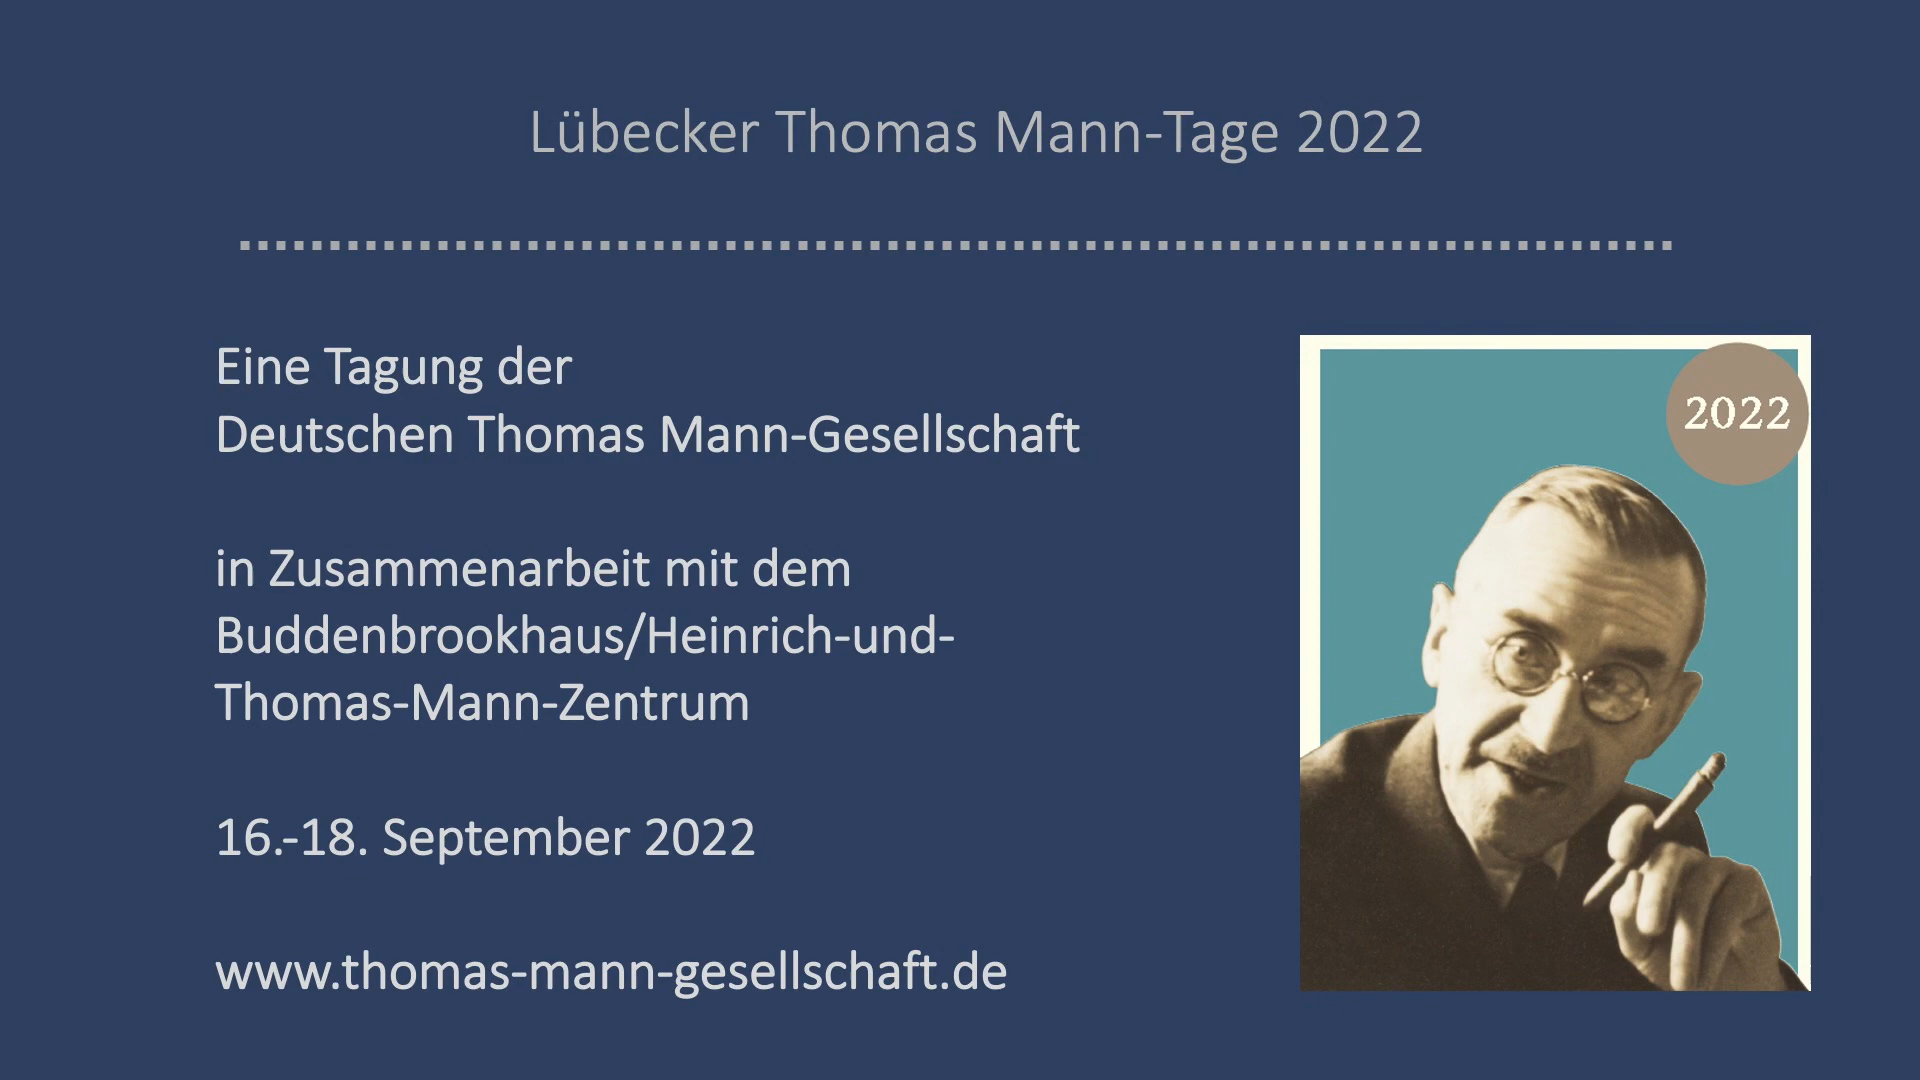 Lübecker Thomas Mann-Tage 2022
Eine Tagung der
Deutschen Thomas Mann-Gesellschaft
in Zusammenarbeit mit dem
Buddenbrookhaus/Heinrich-und-
Thomas-Mann-Zentrum
16.-18. September 2022
www.thomas-mann-gesellschaft.de
2022